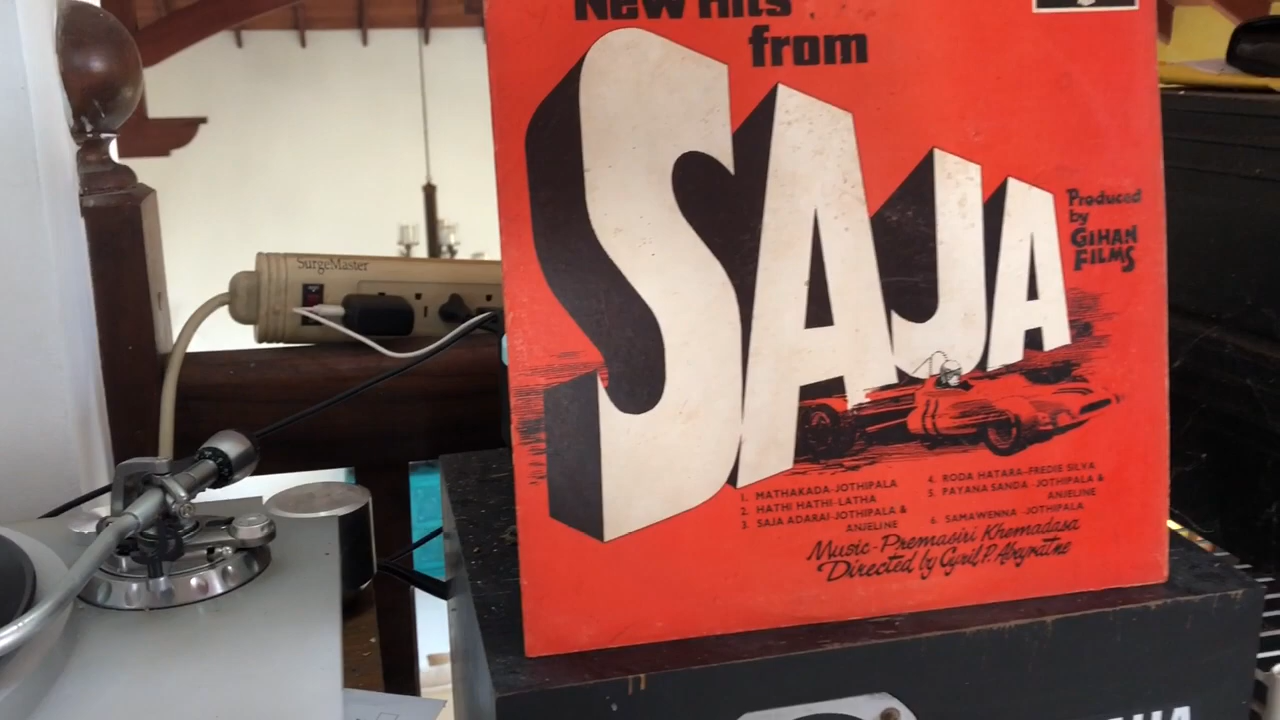 New Hits
from
SAJA
Produced
by
GIHAN
FILMS
SurgeMaster
1. MATHAKADA-JOTHIPALA
2. HATHI HATHI-LATHA
3. SAJA ADARAI-JOTHIPALA &
ANJELINE
4. RODA HATARA-FREDIE SILVA
5. PAYANA SANDA -JOTHIPALA &
ANJELINE
6. SAMAWENNA -JOTHIPALA
Music-Premasiri Khemadasa
Directed by Cyril P. Abeyratne